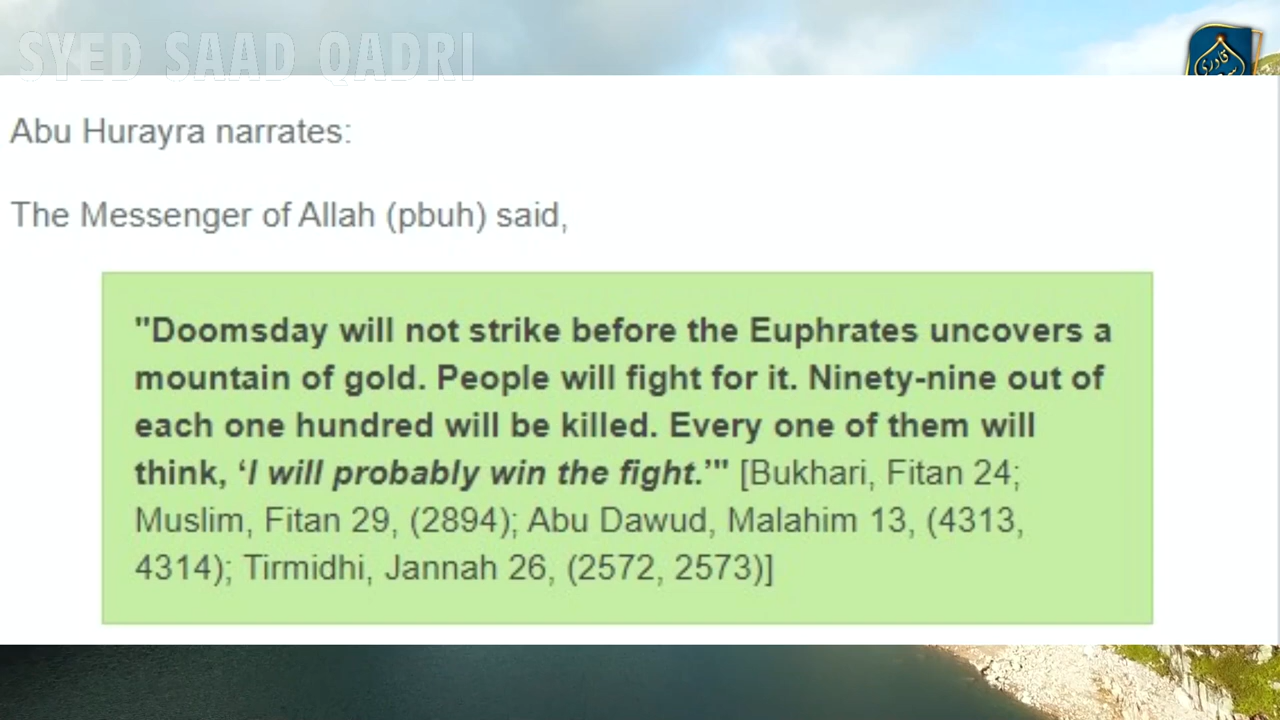 SYED SAAD QADRI
قادری
Abu Hurayra narrates:
The Messenger of Allah (pbuh) said,
"Doomsday will not strike before the Euphrates uncovers a
mountain of gold. People will fight for it. Ninety-nine out of
each one hundred will be killed. Every one of them will
think, ‘I will probably win the fight.’" [Bukhari, Fitan 24;
Muslim, Fitan 29, (2894); Abu Dawud, Malahim 13, (4313,
4314); Tirmidhi, Jannah 26, (2572, 2573)]